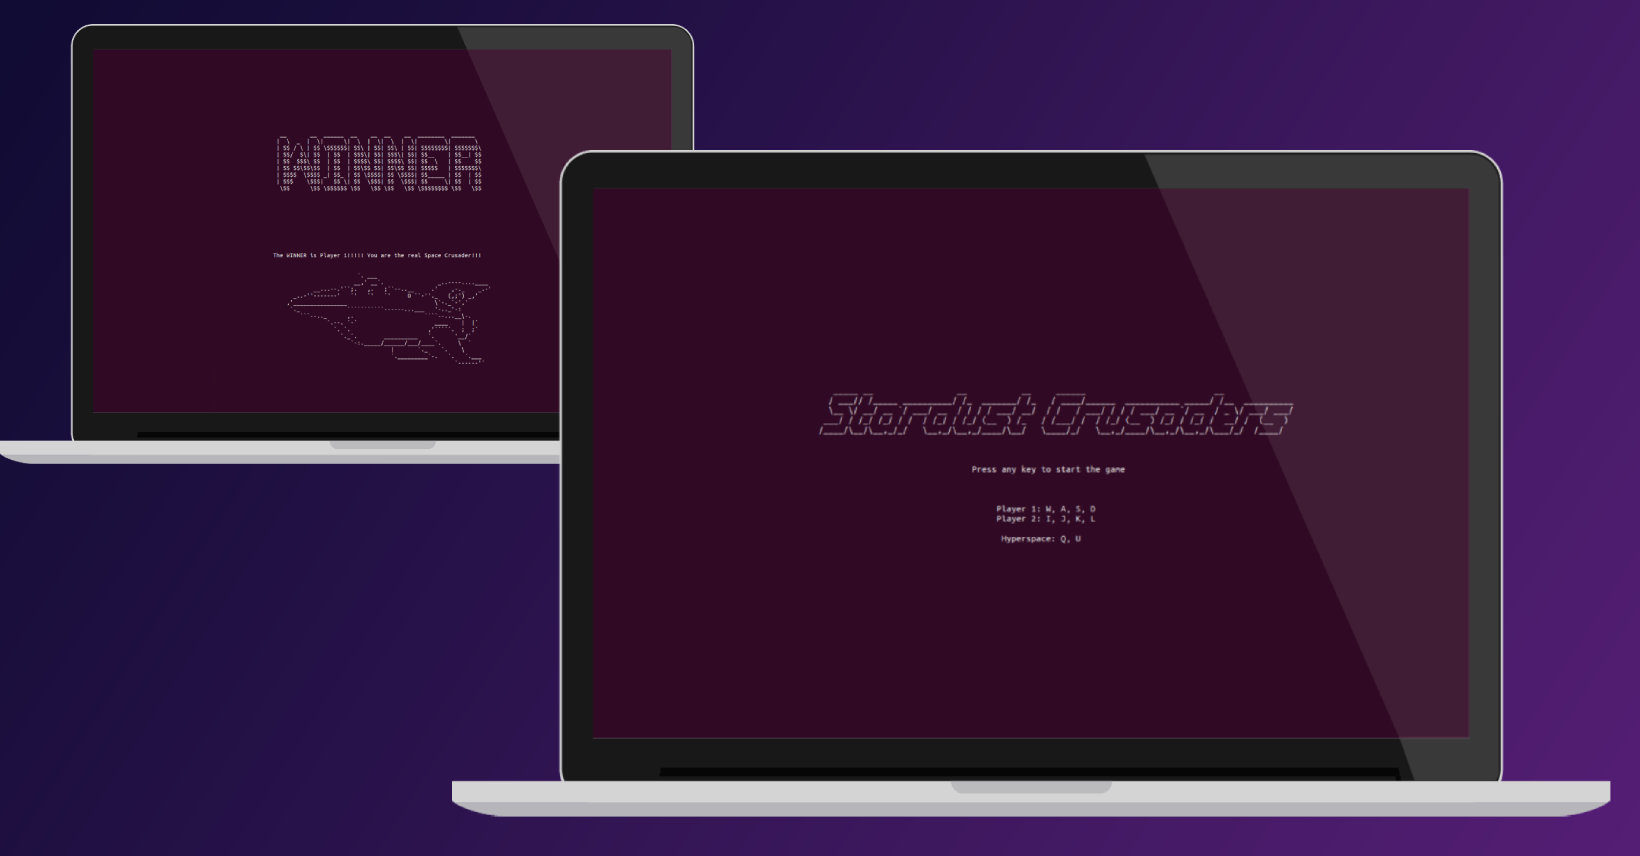 WINNER
The WINNER is Player 1!!!!! You are the real Space Crusader!!!
Stardust Crusaders
Press any key to start the game
Player 1: W, A, S, D
Player 2: I, J, K, L
Hyperspace: Q, U